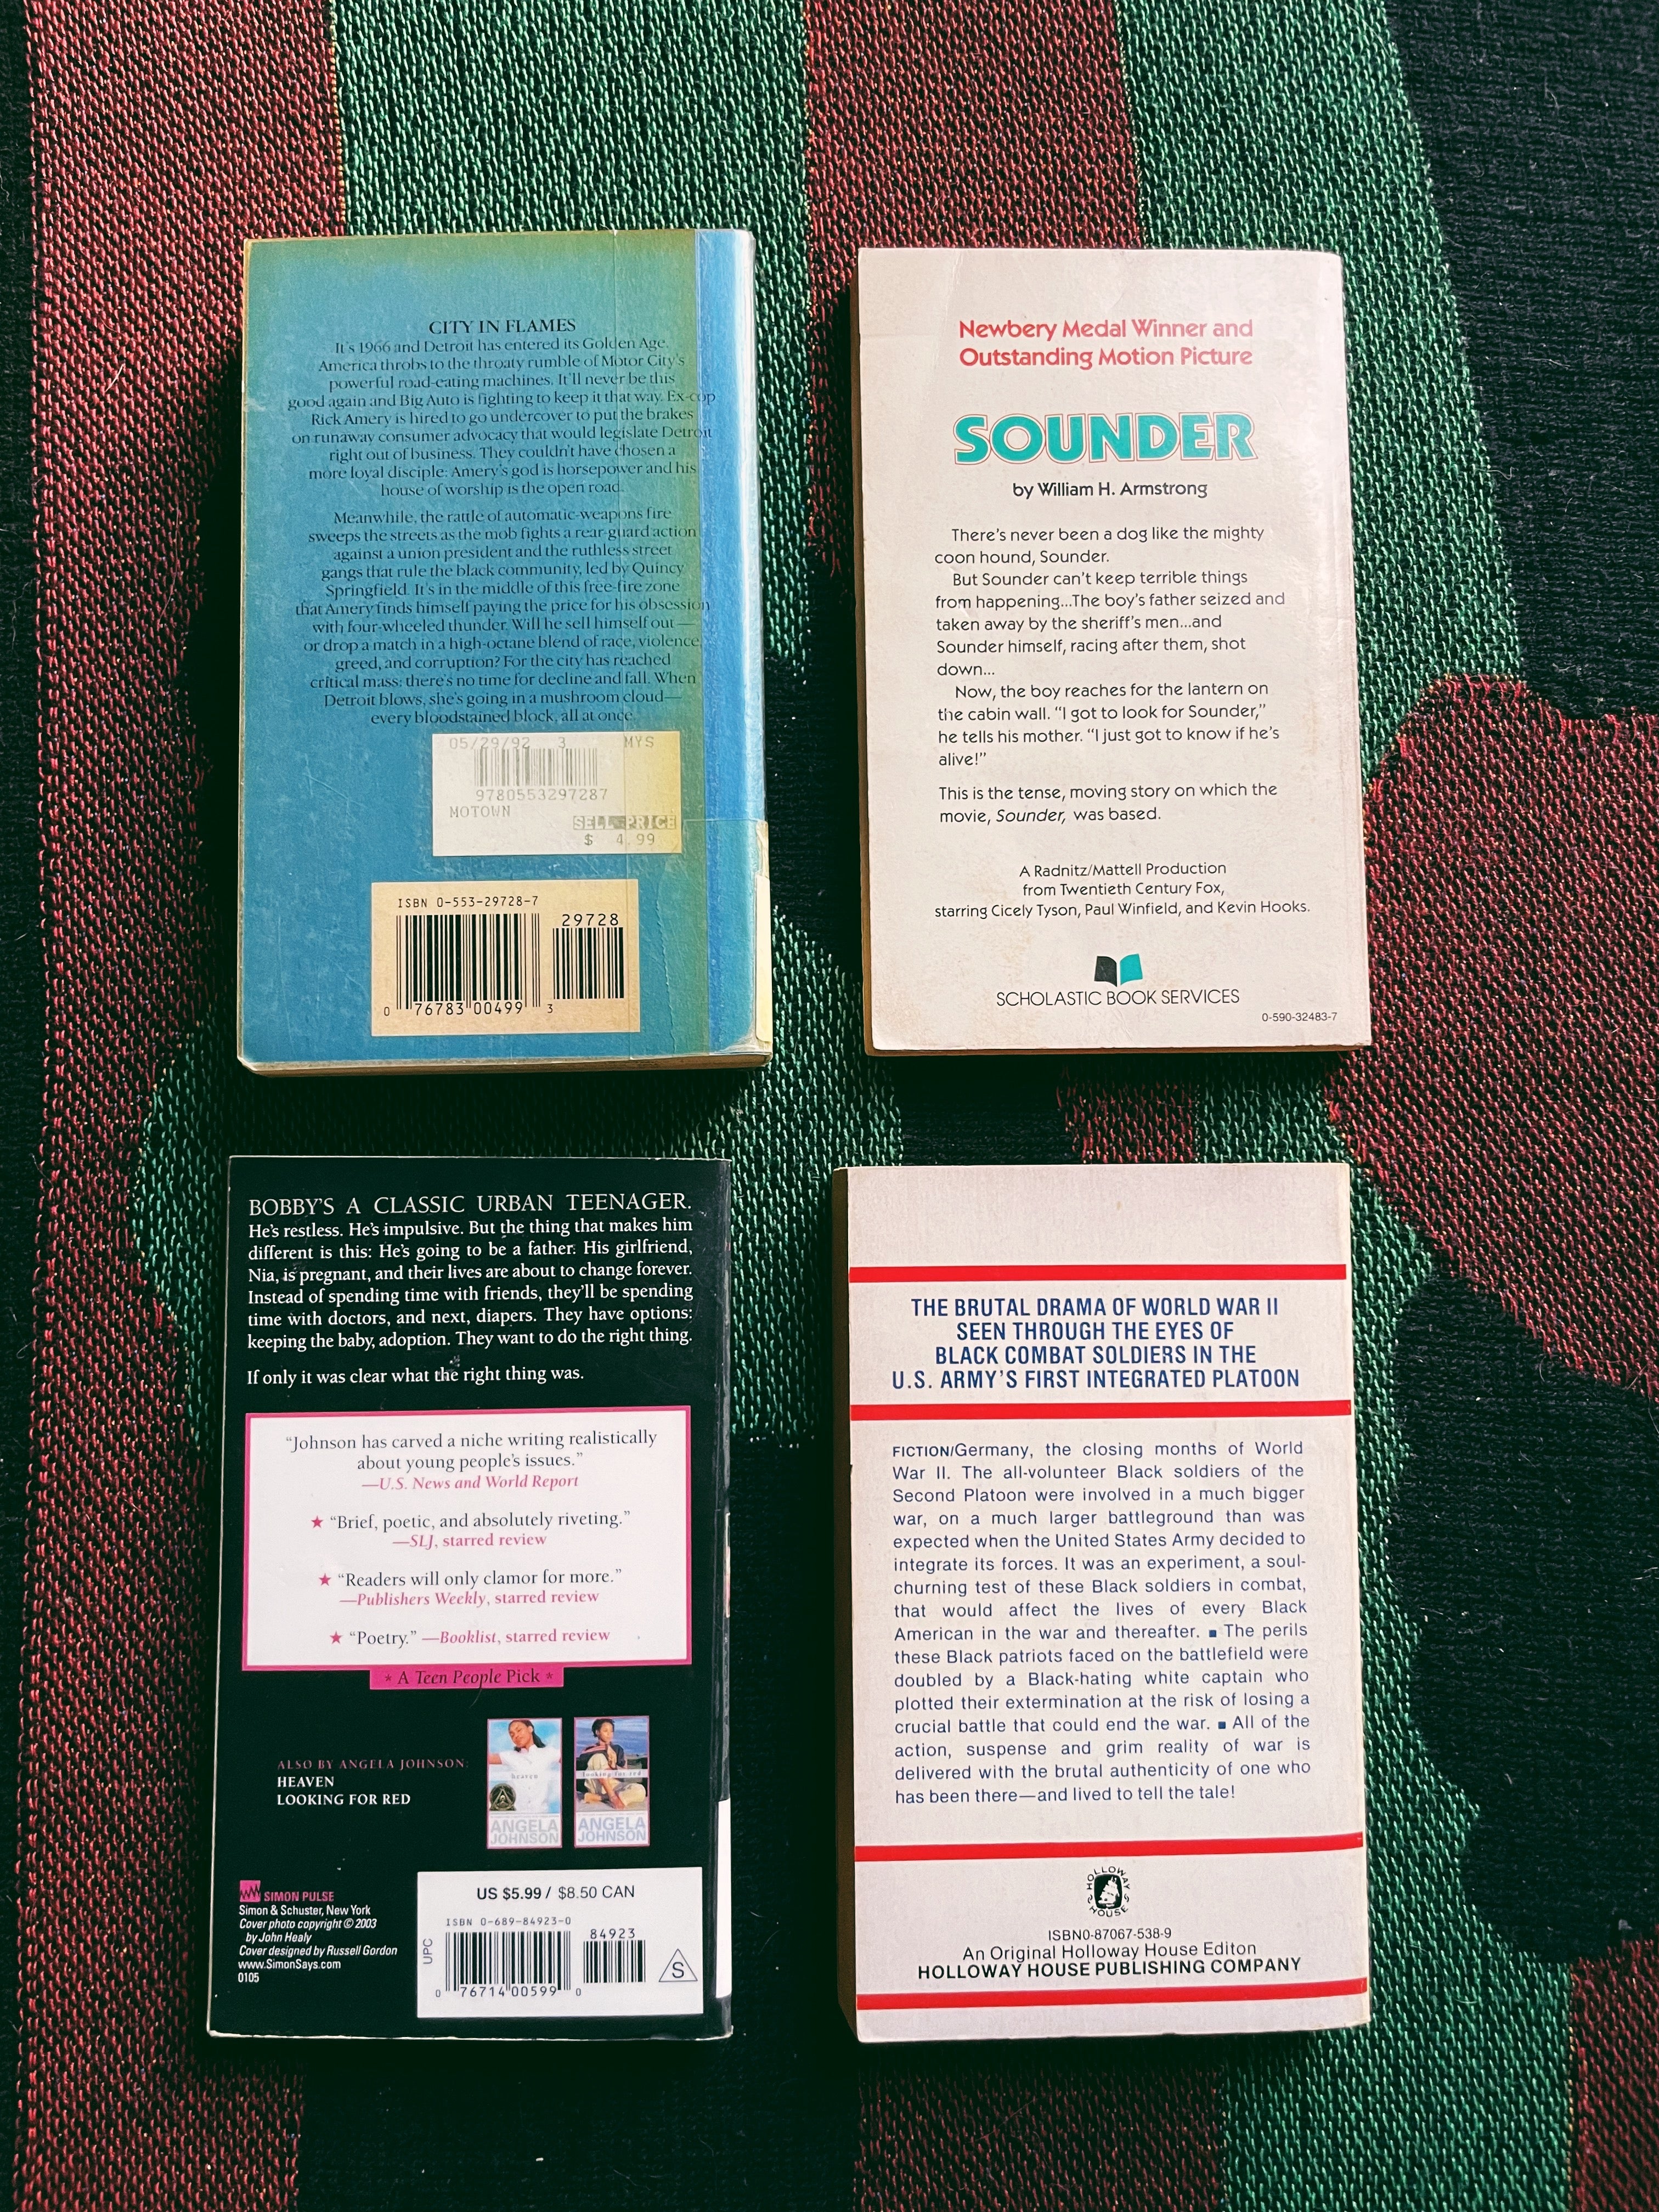 CITY IN FLAMES
It's 1966 and Detroit has entered its Golden Age.
America throbs to the throaty rumble of Motor City's
powerful road-eating machines. It'll never be this
good again and Big Auto is fighting to keep it that way. Ex-cop
Rick Amery is hired to go undercover to put the brakes
on runaway consumer advocacy that would legislate Detroit
right out of business. They couldn't have chosen a
more loyal disciple: Amery's god is horsepower and his
house of worship is the open road.
Meanwhile, the rattle of automatic-weapons fire
sweeps the streets as the mob fights a rear-guard action
against a union president and the ruthless street
gangs that rule the black community, led by Quincy
Springfield. It's in the middle of this free-fire zone
that Amery finds himself paying the price for his obsession
with four-wheeled thunder. Will he sell himself out—
or drop a match in a high-octane blend of race, violence,
greed, and corruption? For the city has reached
critical mass: there's no time for decline and fall. When
Detroit blows, she's going in a mushroom cloud—
every bloodstained block, all at once.
05/29/92 3 MYS
9780553297287
MOTOWN
SELL-PRICE
$ 4.99
ISBN 0-553-29728-7
29728
0 76783 00499 3
Newbery Medal Winner and
Outstanding Motion Picture
SOUNDER
by William H. Armstrong
There's never been a dog like the mighty
coon hound, Sounder.
But Sounder can't keep terrible things
from happening...The boy's father seized and
taken away by the sheriff's men...and
Sounder himself, racing after them, shot
down...
Now, the boy reaches for the lantern on
the cabin wall. "I got to look for Sounder,"
he tells his mother. "I just got to know if he's
alive!"
This is the tense, moving story on which the
movie, Sounder, was based.
A Radnitz/Mattell Production
from Twentieth Century Fox,
starring Cicely Tyson, Paul Winfield, and Kevin Hooks.
SCHOLASTIC BOOK SERVICES
0-590-32483-7
BOBBY'S A CLASSIC URBAN TEENAGER.
He's restless. He's impulsive. But the thing that makes him
different is this: He's going to be a father. His girlfriend,
Nia, is pregnant, and their lives are about to change forever.
Instead of spending time with friends, they'll be spending
time with doctors, and next, diapers. They have options:
keeping the baby, adoption. They want to do the right thing.
If only it was clear what the right thing was.
"Johnson has carved a niche writing realistically
about young people's issues."
—U.S. News and World Report
★ "Brief, poetic, and absolutely riveting."
—SLJ, starred review
★ "Readers will only clamor for more."
—Publishers Weekly, starred review
★ "Poetry." —Booklist, starred review
* A Teen People Pick *
ALSO BY ANGELA JOHNSON:
HEAVEN
LOOKING FOR RED
heaven
ANGELA
JOHNSON
looking for red
ANGELA
JOHNSON
SIMON PULSE
Simon & Schuster, New York
Cover photo copyright © 2003
by John Healy
Cover designed by Russell Gordon
www.SimonSays.com
0105
US $5.99 / $8.50 CAN
ISBN 0-689-84923-0
84923
UPC
0 76714 00599 0
S
THE BRUTAL DRAMA OF WORLD WAR II
SEEN THROUGH THE EYES OF
BLACK COMBAT SOLDIERS IN THE
U.S. ARMY'S FIRST INTEGRATED PLATOON
FICTION/Germany, the closing months of World
War II. The all-volunteer Black soldiers of the
Second Platoon were involved in a much bigger
war, on a much larger battleground than was
expected when the United States Army decided to
integrate its forces. It was an experiment, a soul-
churning test of these Black soldiers in combat,
that would affect the lives of every Black
American in the war and thereafter. ■ The perils
these Black patriots faced on the battlefield were
doubled by a Black-hating white captain who
plotted their extermination at the risk of losing a
crucial battle that could end the war. ■ All of the
action, suspense and grim reality of war is
delivered with the brutal authenticity of one who
has been there—and lived to tell the tale!
HOLLOWAY HOUSE
ISBN0-87067-538-9
An Original Holloway House Editon
HOLLOWAY HOUSE PUBLISHING COMPANY